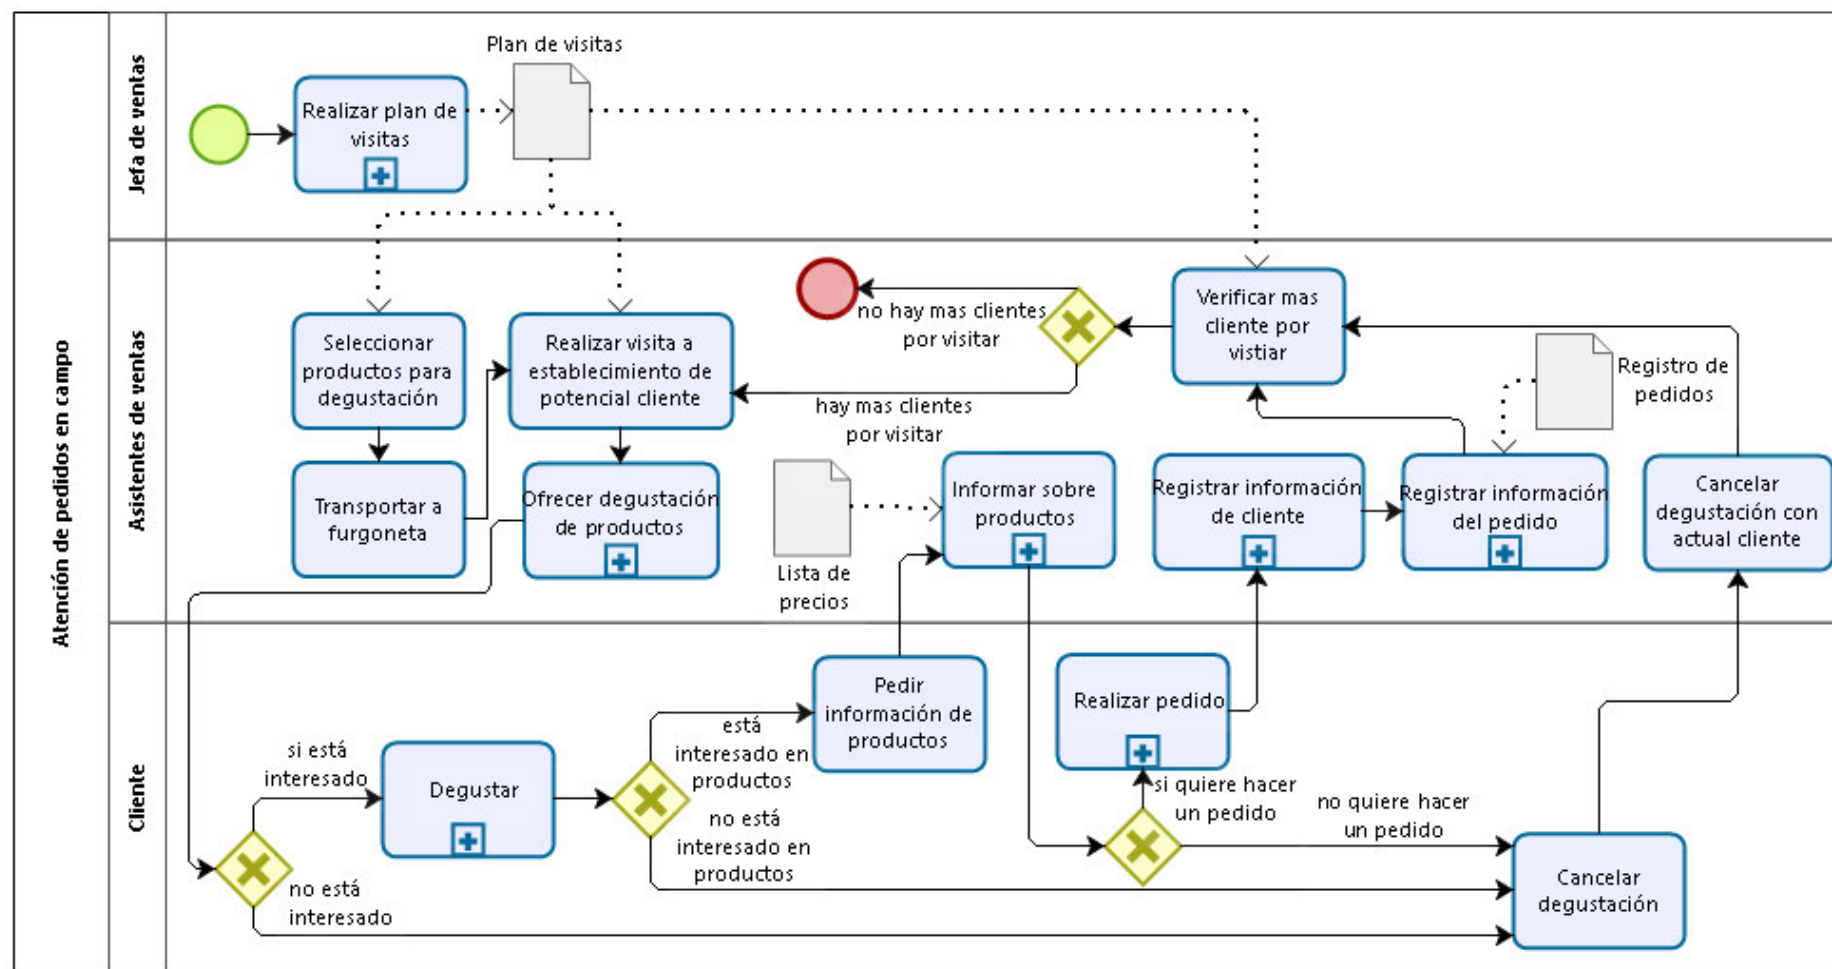 Atención de pedidos en campo
Jefa de ventas
Plan de visitas
Realizar plan de
visitas
Asistentes de ventas
Seleccionar
productos para
degustación
Realizar visita a
establecimiento de
potencial cliente
no hay mas clientes
por visitar
Verificar mas
cliente por
vistiar
Registro de
pedidos
hay mas clientes
por visitar
Transportar a
furgoneta
Ofrecer degustación
de productos
Lista de
precios
Informar sobre
productos
Registrar información
de cliente
Registrar información
del pedido
Cancelar
degustación con
actual cliente
Cliente
si está
interesado
no está
interesado
Degustar
está
interesado en
productos
no está
interesado en
productos
Pedir
información de
productos
Realizar pedido
si quiere hacer
un pedido
no quiere hacer
un pedido
Cancelar
degustación